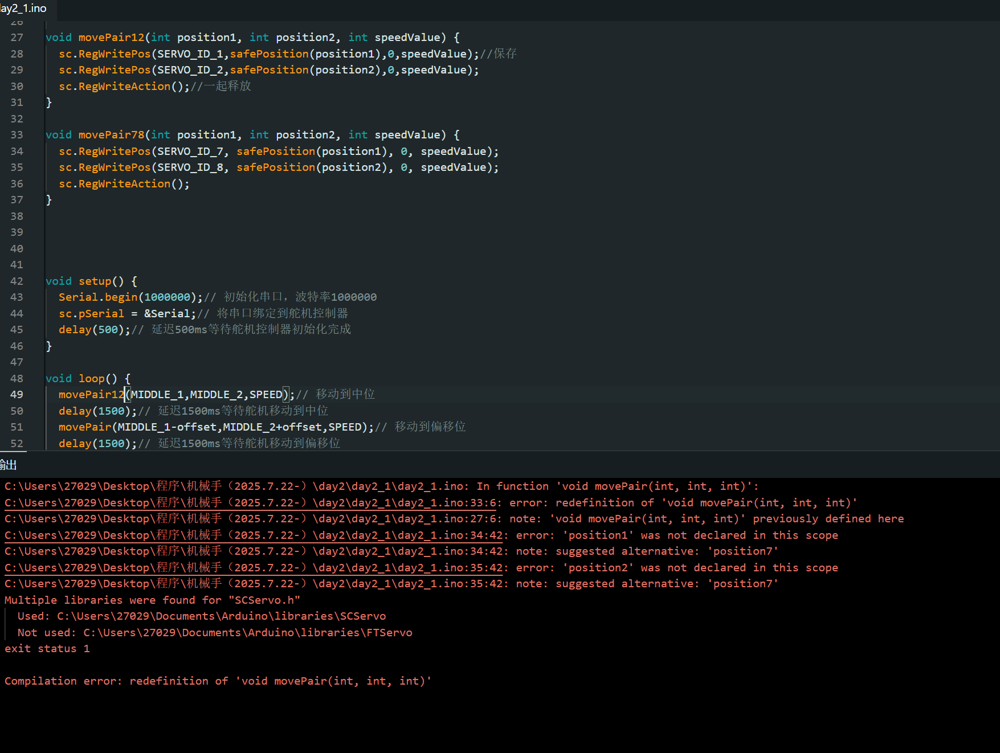 ay2_1.ino
26
27 void movePair12(int position1, int position2, int speedValue) {
28 sc.RegWritePos(SERVO_ID_1,safePosition(position1),0,speedValue);//保存
29 sc.RegWritePos(SERVO_ID_2,safePosition(position2),0,speedValue);
30 sc.RegWriteAction();//一起释放
31 }
32
33 void movePair78(int position1, int position2, int speedValue) {
34 sc.RegWritePos(SERVO_ID_7, safePosition(position1), 0, speedValue);
35 sc.RegWritePos(SERVO_ID_8, safePosition(position2), 0, speedValue);
36 sc.RegWriteAction();
37 }
38
39
40
41
42 void setup() {
43 Serial.begin(1000000);// 初始化串口，波特率1000000
44 sc.pSerial = &Serial;// 将串口绑定到舵机控制器
45 delay(500);// 延迟500ms等待舵机控制器初始化完成
46 }
47
48 void loop() {
49 movePair12(MIDDLE_1,MIDDLE_2,SPEED);// 移动到中位
50 delay(1500);// 延迟1500ms等待舵机移动到中位
51 movePair(MIDDLE_1-offset,MIDDLE_2+offset,SPEED);// 移动到偏移位
52 delay(1500);// 延迟1500ms等待舵机移动到偏移位
输出
C:\Users\27029\Desktop\程序\机械手（2025.7.22-）\day2\day2_1\day2_1.ino: In function 'void movePair(int, int, int)':
C:\Users\27029\Desktop\程序\机械手（2025.7.22-）\day2\day2_1\day2_1.ino:33:6: error: redefinition of 'void movePair(int, int, int)'
C:\Users\27029\Desktop\程序\机械手（2025.7.22-）\day2\day2_1\day2_1.ino:27:6: note: 'void movePair(int, int, int)' previously defined here
C:\Users\27029\Desktop\程序\机械手（2025.7.22-）\day2\day2_1\day2_1.ino:34:42: error: 'position1' was not declared in this scope
C:\Users\27029\Desktop\程序\机械手（2025.7.22-）\day2\day2_1\day2_1.ino:34:42: note: suggested alternative: 'position7'
C:\Users\27029\Desktop\程序\机械手（2025.7.22-）\day2\day2_1\day2_1.ino:35:42: error: 'position2' was not declared in this scope
C:\Users\27029\Desktop\程序\机械手（2025.7.22-）\day2\day2_1\day2_1.ino:35:42: note: suggested alternative: 'position7'
Multiple libraries were found for "SCServo.h"
Used: C:\Users\27029\Documents\Arduino\libraries\SCServo
Not used: C:\Users\27029\Documents\Arduino\libraries\FTServo
exit status 1
Compilation error: redefinition of 'void movePair(int, int, int)'